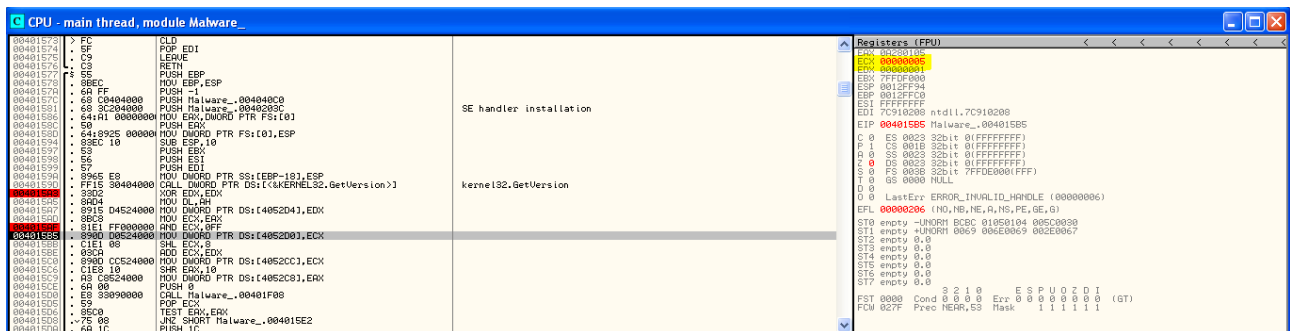 C CPU - main thread, module Malware_
00401573 > FC CLD
00401574 . 5F POP EDI
00401575 . C9 LEAVE
00401576 . C3 RETN
00401577 $ 55 PUSH EBP
00401578 . 8BEC MOV EBP,ESP
0040157A . 6A FF PUSH -1
0040157C . 68 C0404000 PUSH Malware_.004040C0
00401581 . 68 3C204000 PUSH Malware_.0040203C SE handler installation
00401586 . 64:A1 0000000 MOV EAX,DWORD PTR FS:[0]
0040158C . 50 PUSH EAX
0040158D . 64:8925 00000 MOV DWORD PTR FS:[0],ESP
00401594 . 83EC 10 SUB ESP,10
00401597 . 53 PUSH EBX
00401598 . 56 PUSH ESI
00401599 . 57 PUSH EDI
0040159A . 8965 E8 MOV DWORD PTR SS:[EBP-18],ESP
0040159D . FF15 30404000 CALL DWORD PTR DS:[<&KERNEL32.GetVersion>] kernel32.GetVersion
004015A3 . 33D2 XOR EDX,EDX
004015A5 . 8AD4 MOV DL,AH
004015A7 . 8915 D4524000 MOV DWORD PTR DS:[4052D4],EDX
004015AD . 8BC8 MOV ECX,EAX
004015AF . 81E1 FF000000 AND ECX,0FF
004015B5 . 890D D0524000 MOV DWORD PTR DS:[4052D0],ECX
004015BB . C1E1 08 SHL ECX,8
004015BE . 03CA ADD ECX,EDX
004015C0 . 890D CC524000 MOV DWORD PTR DS:[4052CC],ECX
004015C6 . C1E8 10 SHR EAX,10
004015C9 . A3 C8524000 MOV DWORD PTR DS:[4052C8],EAX
004015CE . 6A 00 PUSH 0
004015D0 . E8 33090000 CALL Malware_.00401F08
004015D5 . 59 POP ECX
004015D6 . 85C0 TEST EAX,EAX
004015D8 .v75 08 JNZ SHORT Malware_.004015E2
004015DA . 6A 1C PUSH 1C
Registers (FPU) < < < < < < < <
EAX 0A280105
ECX 00000005
EDX 00000001
EBX 7FFDF000
ESP 0012FF94
EBP 0012FFC0
ESI FFFFFFFF
EDI 7C910208 ntdll.7C910208
EIP 004015B5 Malware_.004015B5
C 0 ES 0023 32bit 0(FFFFFFFF)
P 1 CS 001B 32bit 0(FFFFFFFF)
A 0 SS 0023 32bit 0(FFFFFFFF)
Z 0 DS 0023 32bit 0(FFFFFFFF)
S 0 FS 003B 32bit 7FFDE000(FFF)
T 0 GS 0000 NULL
D 0
O 0 LastErr ERROR_INVALID_HANDLE (00000006)
EFL 00000206 (NO,NB,NE,A,NS,PE,GE,G)
ST0 empty -UNORM BCBC 01050104 005C0030
ST1 empty +UNORM 0069 006E0069 002E0067
ST2 empty 0.0
ST3 empty 0.0
ST4 empty 0.0
ST5 empty 0.0
ST6 empty 0.0
ST7 empty 0.0
3 2 1 0 E S P U O Z D I
FST 0000 Cond 0 0 0 0 Err 0 0 0 0 0 0 0 0 (GT)
FCW 027F Prec NEAR,53 Mask 1 1 1 1 1 1